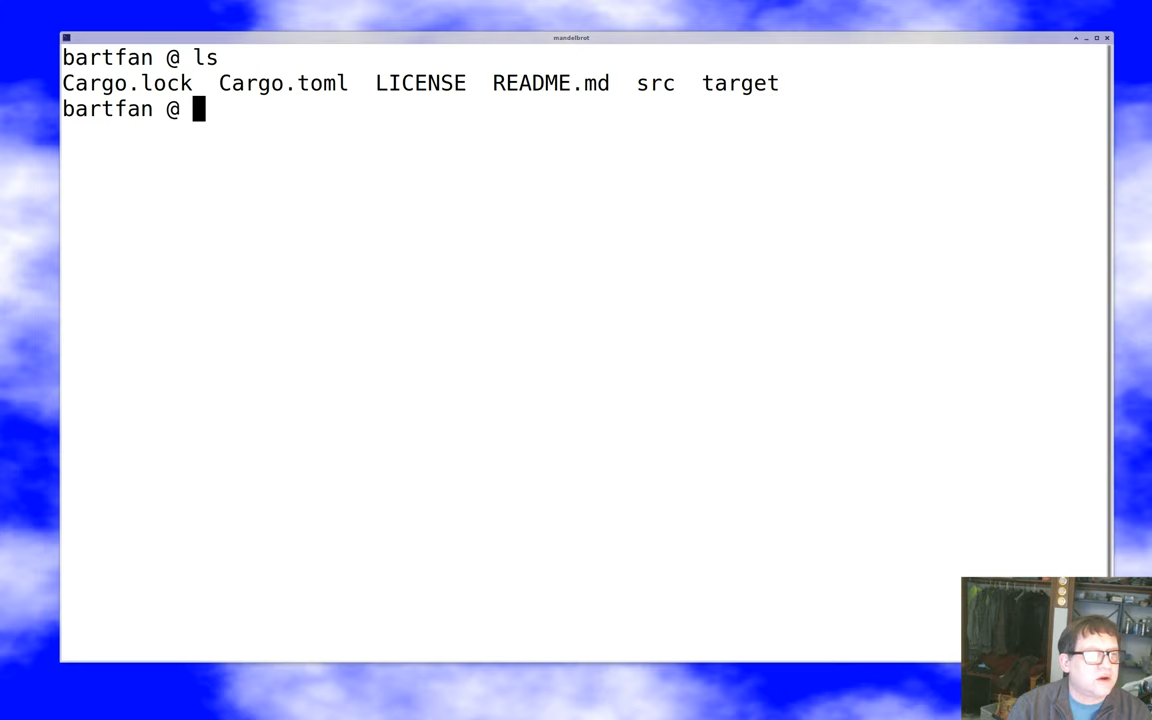 mandelbrot
bartfan @ ls
Cargo.lock  Cargo.toml  LICENSE  README.md  src  target
bartfan @